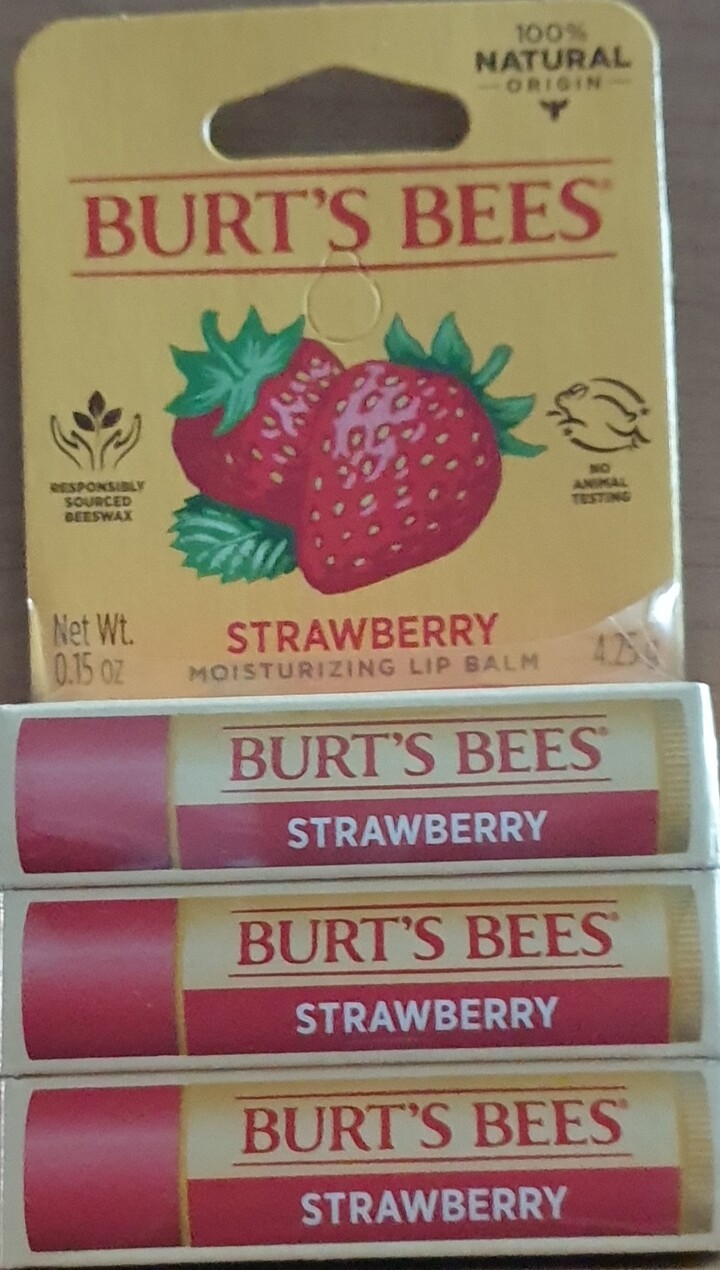 100%
NATURAL
ORIGIN
BURT'S BEES®
RESPONSIBLY
SOURCED
BEESWAX
NO
ANIMAL
TESTING
Net Wt.
0.15 oz
STRAWBERRY
MOISTURIZING LIP BALM
4.25 g
BURT'S BEES®
STRAWBERRY
BURT'S BEES®
STRAWBERRY
BURT'S BEES®
STRAWBERRY